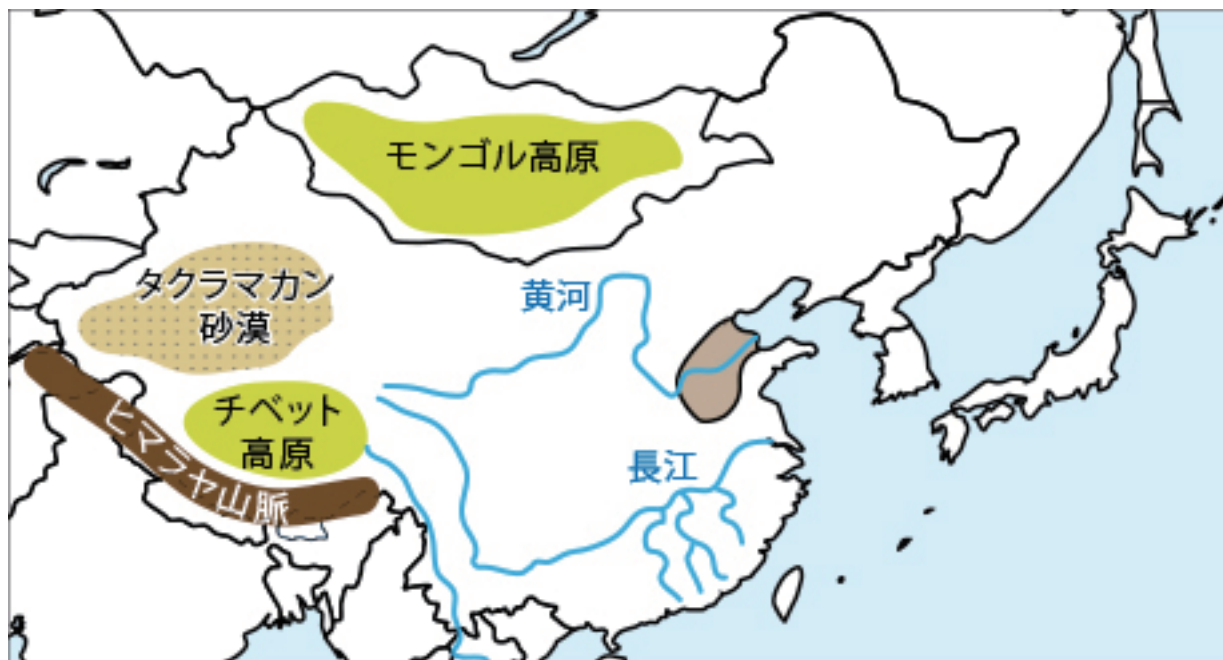 モンゴル高原
タクラマカン
砂漠
黄河
チベット
高原
ヒマラヤ山脈
長江